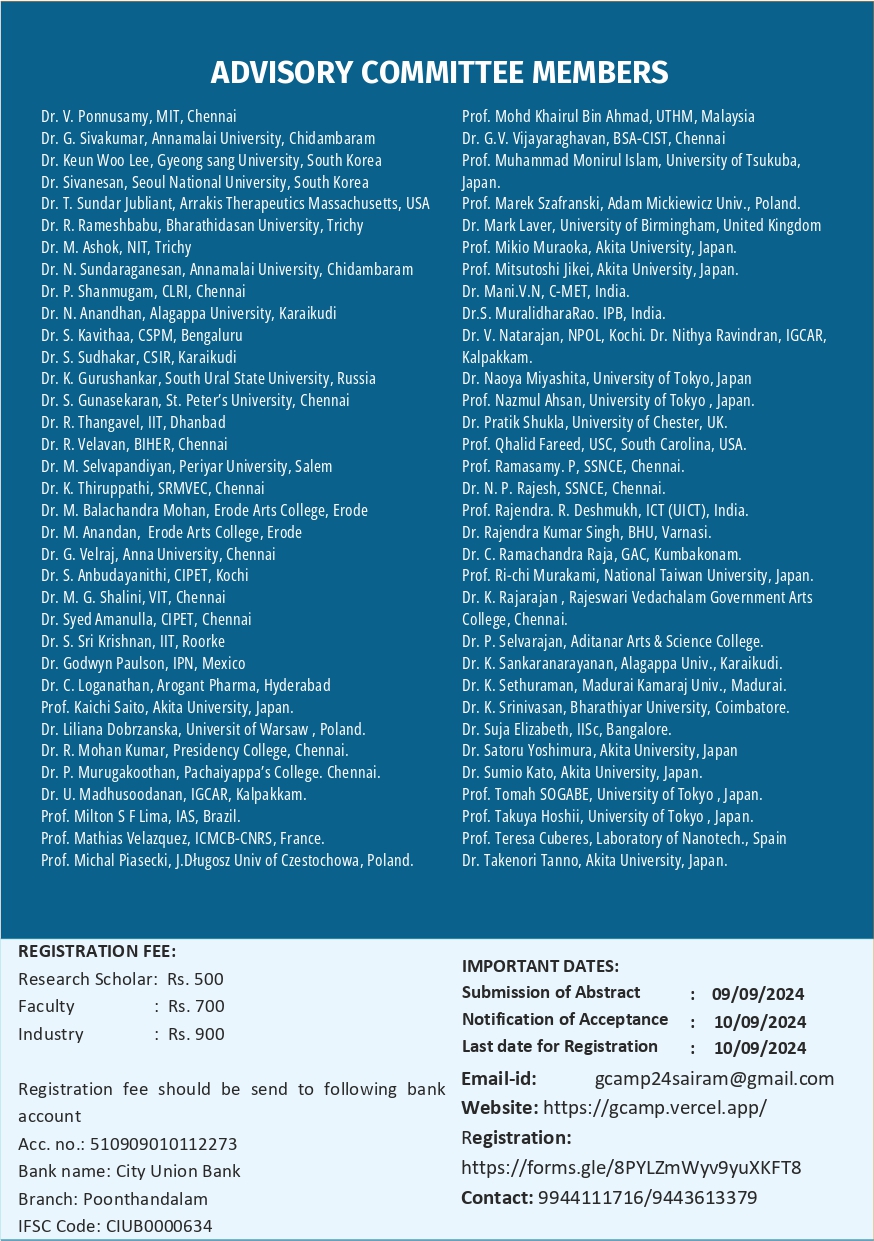 ADVISORY COMMITTEE MEMBERS
Dr. V. Ponnusamy, MIT, Chennai
Dr. G. Sivakumar, Annamalai University, Chidambaram
Dr. Keun Woo Lee, Gyeong sang University, South Korea
Dr. Sivanesan, Seoul National University, South Korea
Dr. T. Sundar Jubliant, Arrakis Therapeutics Massachusetts, USA
Dr. R. Rameshbabu, Bharathidasan University, Trichy
Dr. M. Ashok, NIT, Trichy
Dr. N. Sundaraganesan, Annamalai University, Chidambaram
Dr. P. Shanmugam, CLRI, Chennai
Dr. N. Anandhan, Alagappa University, Karaikudi
Dr. S. Kavithaa, CSPM, Bengaluru
Dr. S. Sudhakar, CSIR, Karaikudi
Dr. K. Gurushankar, South Ural State University, Russia
Dr. S. Gunasekaran, St. Peter's University, Chennai
Dr. R. Thangavel, IIT, Dhanbad
Dr. R. Velavan, BIHER, Chennai
Dr. M. Selvapandiyan, Periyar University, Salem
Dr. K. Thiruppathi, SRMVEC, Chennai
Dr. M. Balachandra Mohan, Erode Arts College, Erode
Dr. M. Anandan,  Erode Arts College, Erode
Dr. G. Velraj, Anna University, Chennai
Dr. S. Anbudayanithi, CIPET, Kochi
Dr. M. G. Shalini, VIT, Chennai
Dr. Syed Amanulla, CIPET, Chennai
Dr. S. Sri Krishnan, IIT, Roorke
Dr. Godwyn Paulson, IPN, Mexico
Dr. C. Loganathan, Arogant Pharma, Hyderabad
Prof. Kaichi Saito, Akita University, Japan.
Dr. Liliana Dobrzanska, Universit of Warsaw , Poland.
Dr. R. Mohan Kumar, Presidency College, Chennai.
Dr. P. Murugakoothan, Pachaiyappa's College. Chennai.
Dr. U. Madhusoodanan, IGCAR, Kalpakkam.
Prof. Milton S F Lima, IAS, Brazil.
Prof. Mathias Velazquez, ICMCB-CNRS, France.
Prof. Michal Piasecki, J.Długosz Univ of Czestochowa, Poland.
Prof. Mohd Khairul Bin Ahmad, UTHM, Malaysia
Dr. G.V. Vijayaraghavan, BSA-CIST, Chennai
Prof. Muhammad Monirul Islam, University of Tsukuba,
Japan.
Prof. Marek Szafranski, Adam Mickiewicz Univ., Poland.
Dr. Mark Laver, University of Birmingham, United Kingdom
Prof. Mikio Muraoka, Akita University, Japan.
Prof. Mitsutoshi Jikei, Akita University, Japan.
Dr. Mani.V.N, C-MET, India.
Dr.S. MuralidharaRao. IPB, India.
Dr. V. Natarajan, NPOL, Kochi. Dr. Nithya Ravindran, IGCAR,
Kalpakkam.
Dr. Naoya Miyashita, University of Tokyo, Japan
Prof. Nazmul Ahsan, University of Tokyo , Japan.
Dr. Pratik Shukla, University of Chester, UK.
Prof. Qhalid Fareed, USC, South Carolina, USA.
Prof. Ramasamy. P, SSNCE, Chennai.
Dr. N. P. Rajesh, SSNCE, Chennai.
Prof. Rajendra. R. Deshmukh, ICT (UICT), India.
Dr. Rajendra Kumar Singh, BHU, Varnasi.
Dr. C. Ramachandra Raja, GAC, Kumbakonam.
Prof. Ri-chi Murakami, National Taiwan University, Japan.
Dr. K. Rajarajan , Rajeswari Vedachalam Government Arts
College, Chennai.
Dr. P. Selvarajan, Aditanar Arts & Science College.
Dr. K. Sankaranarayanan, Alagappa Univ., Karaikudi.
Dr. K. Sethuraman, Madurai Kamaraj Univ., Madurai.
Dr. K. Srinivasan, Bharathiyar University, Coimbatore.
Dr. Suja Elizabeth, IISc, Bangalore.
Dr. Satoru Yoshimura, Akita University, Japan
Dr. Sumio Kato, Akita University, Japan.
Prof. Tomah SOGABE, University of Tokyo , Japan.
Prof. Takuya Hoshii, University of Tokyo , Japan.
Prof. Teresa Cuberes, Laboratory of Nanotech., Spain
Dr. Takenori Tanno, Akita University, Japan.
REGISTRATION FEE:
Research Scholar: Rs. 500
Faculty : Rs. 700
Industry : Rs. 900
Registration fee should be send to following bank
account
Acc. no.: 510909010112273
Bank name: City Union Bank
Branch: Poonthandalam
IFSC Code: CIUB0000634
IMPORTANT DATES:
Submission of Abstract : 09/09/2024
Notification of Acceptance : 10/09/2024
Last date for Registration : 10/09/2024
Email-id: gcamp24sairam@gmail.com
Website: https://gcamp.vercel.app/
Registration:
https://forms.gle/8PYLZmWyv9yuXKFT8
Contact: 9944111716/9443613379